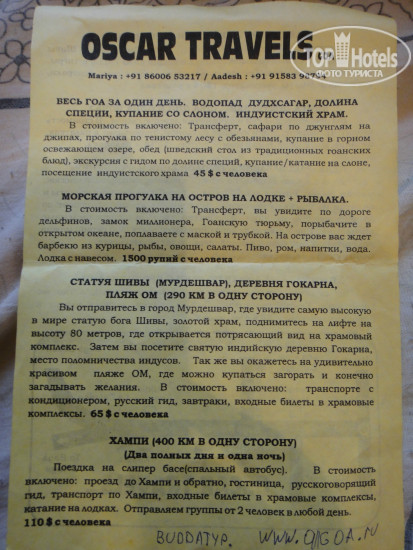 OSCAR TRAVELS
TopHotels
ФОТО ТУРИСТА
Mariya : +91 86006 53217 / Aadesh : +91 91583
ВЕСЬ ГОА ЗА ОДИН ДЕНЬ. ВОДОПАД ДУДХСАГАР, ДОЛИНА
СПЕЦИИ, КУПАНИЕ СО СЛОНОМ. ИНДУИСТСКИЙ ХРАМ.
В стоимость включено: Трансферт, сафари по джунглям на
джипах, прогулка по тенистому лесу с обезьянами, купание в горном
освежающем озере, обед (шведский стол из традиционных гоанских
блюд), экскурсия с гидом по долине специй, купание/катание на слоне,
посещение индуистского храма 45 $ с человека
МОРСКАЯ ПРОГУЛКА НА ОСТРОВ НА ЛОДКЕ + РЫБАЛКА.
В стоимость включено: Трансферт, вы увидите по дороге
дельфинов, замок милионера, Гоанскую тюрьму, порыбачите в
открытом океане, поплаваете с маской и трубкой. На острове вас ждет
барбекю из курицы, рыбы, овощи, салаты. Пиво, ром, напитки, вода.
Лодка с навесом. 1500 рупий с человека
СТАТУЯ ШИВЫ (МУРДЕШВАР), ДЕРЕВНЯ ГОКАРНА,
ПЛЯЖ ОМ (290 КМ В ОДНУ СТОРОНУ)
Вы отправитесь в город Мурдешвар, где увидите самую высокую
в мире статую бога Шивы, золотой храм, поднимитесь на лифте на
высоту 80 метров, где открывается потрясающий вид на храмовый
комплекс. Затем вы посетите святую индийскую деревню Гокарна,
место поломничества индусов. Так же вы окажетесь на удивительно
красивом пляже ОМ, где можно купаться загорать и конечно
загадывать желания. В стоимость включено: транспорте с
кондиционером, русский гид, завтраки, входные билеты в храмовые
комплексы. 65 $ с человека
ХАМПИ (400 КМ В ОДНУ СТОРОНУ)
(Два полных дня и одна ночь)
Поездка на слипер басе(спальный автобус). В стоимость
включено: проезд до Хампи и обратно, гостиница, русскоговорящий
гид, транспорт по Хампи, входные билеты в храмовые комплексы,
катание на лодках. Отправляем группы от 2 человек в любой день.
110 $ с человека